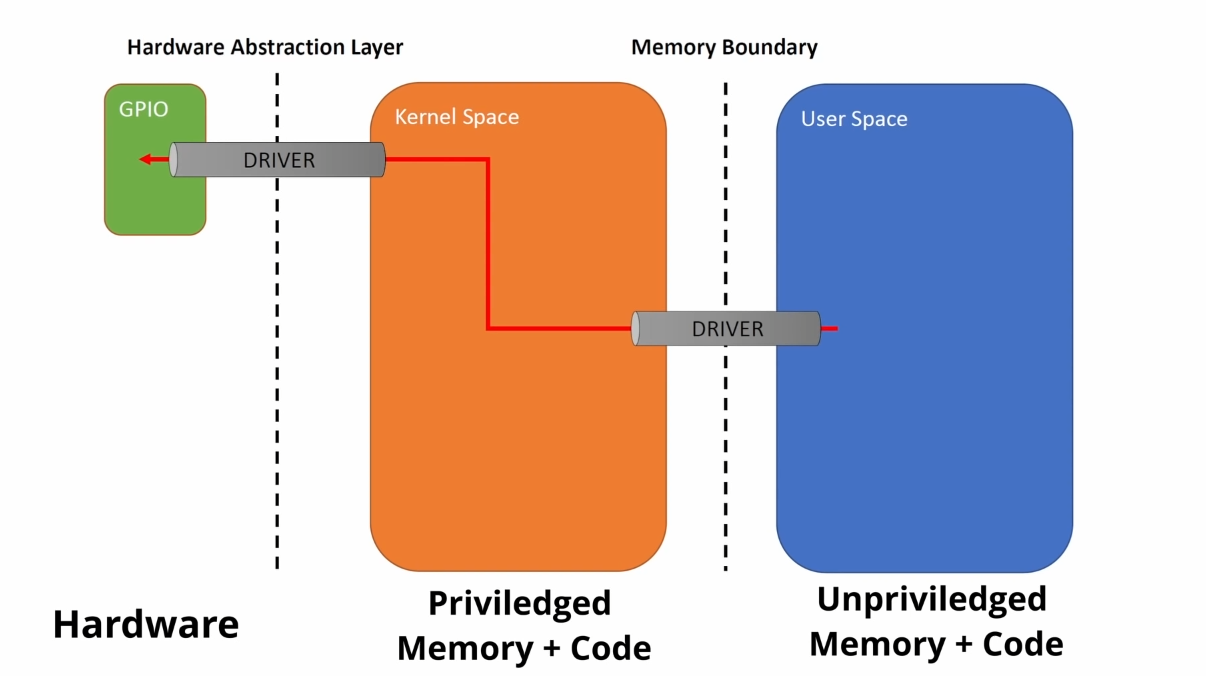 Hardware Abstraction Layer
Memory Boundary
GPIO
Kernel Space
User Space
DRIVER
DRIVER
Hardware
Priviledged
Memory + Code
Unpriviledged
Memory + Code